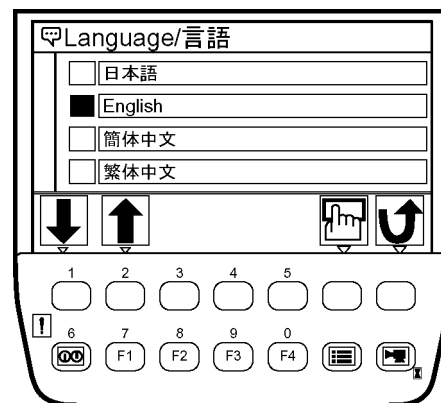 Language/言語
日本語
English
簡体中文
繁体中文
1 2 3 4 5
!
6 7 8 9 0
F1 F2 F3 F4